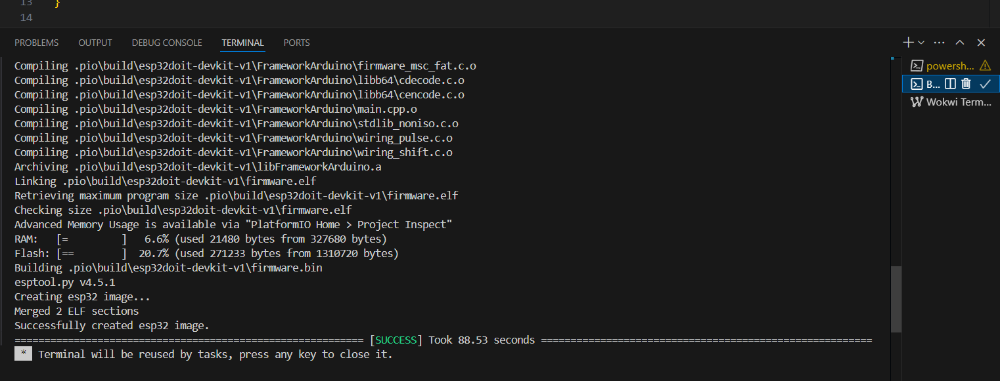 13 }
14
PROBLEMS OUTPUT DEBUG CONSOLE TERMINAL PORTS
Compiling .pio\build\esp32doit-devkit-v1\FrameworkArduino\firmware_msc_fat.c.o
Compiling .pio\build\esp32doit-devkit-v1\FrameworkArduino\libb64\cdecode.c.o
Compiling .pio\build\esp32doit-devkit-v1\FrameworkArduino\libb64\cencode.c.o
Compiling .pio\build\esp32doit-devkit-v1\FrameworkArduino\main.cpp.o
Compiling .pio\build\esp32doit-devkit-v1\FrameworkArduino\stdlib_noniso.c.o
Compiling .pio\build\esp32doit-devkit-v1\FrameworkArduino\wiring_pulse.c.o
Compiling .pio\build\esp32doit-devkit-v1\FrameworkArduino\wiring_shift.c.o
Archiving .pio\build\esp32doit-devkit-v1\libFrameworkArduino.a
Linking .pio\build\esp32doit-devkit-v1\firmware.elf
Retrieving maximum program size .pio\build\esp32doit-devkit-v1\firmware.elf
Checking size .pio\build\esp32doit-devkit-v1\firmware.elf
Advanced Memory Usage is available via "PlatformIO Home > Project Inspect"
RAM:   [=         ]   6.6% (used 21480 bytes from 327680 bytes)
Flash: [==        ]  20.7% (used 271233 bytes from 1310720 bytes)
Building .pio\build\esp32doit-devkit-v1\firmware.bin
esptool.py v4.5.1
Creating esp32 image...
Merged 2 ELF sections
Successfully created esp32 image.
=========================================================== [SUCCESS] Took 88.53 seconds ========================================================
* Terminal will be reused by tasks, press any key to close it.
powersh...
B...
Wokwi Term...